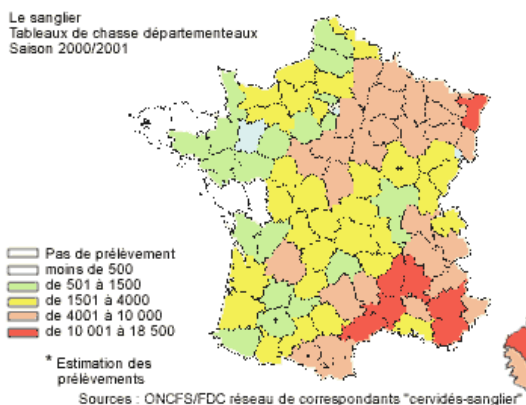 Le sanglier
Tableaux de chasse départementeaux
Saison 2000/2001
Pas de prélèvement
moins de 500
de 501 à 1500
de 1501 à 4000
de 4001 à 10 000
de 10 001 à 18 500
* Estimation des
prélèvements
Sources : ONCFS/FDC réseau de correspondants "cervidés-sanglier"